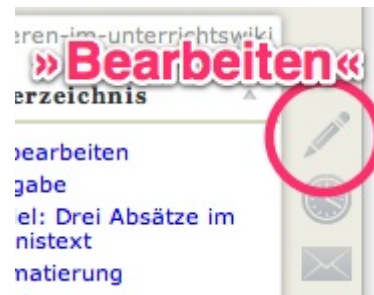 eren-im-unterrichtswiki
»Bearbeiten«
erzeichnis
bearbeiten
gabe
el: Drei Absätze im
nistext
matierung